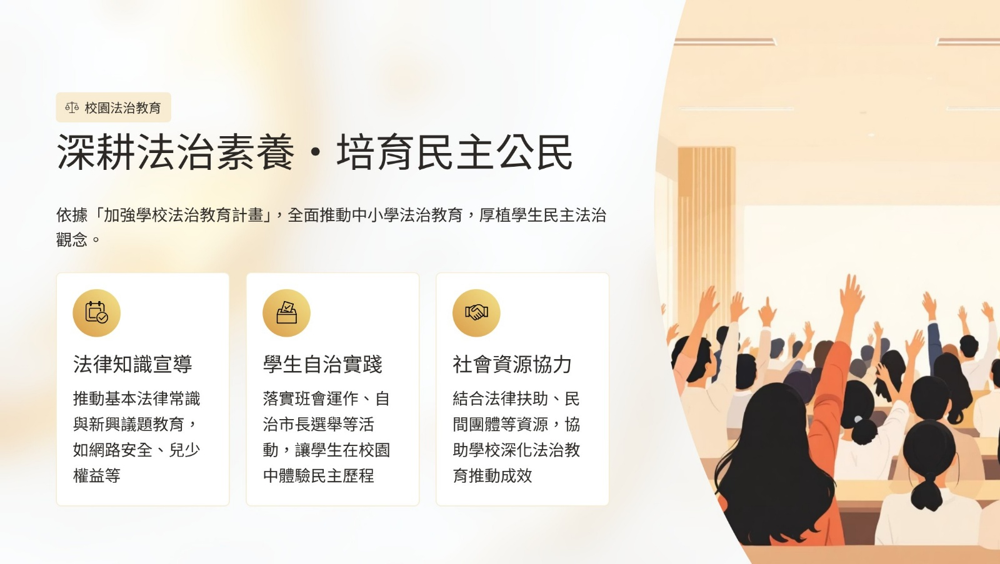 校園法治教育
深耕法治素養・培育民主公民
依據「加強學校法治教育計畫」，全面推動中小學法治教育，厚植學生民主法治
觀念。
法律知識宣導
推動基本法律常識
與新興議題教育，
如網路安全、兒少
權益等
學生自治實踐
落實班會運作、自
治市長選舉等活
動，讓學生在校園
中體驗民主歷程
社會資源協力
結合法律扶助、民
間團體等資源，協
助學校深化法治教
育推動成效